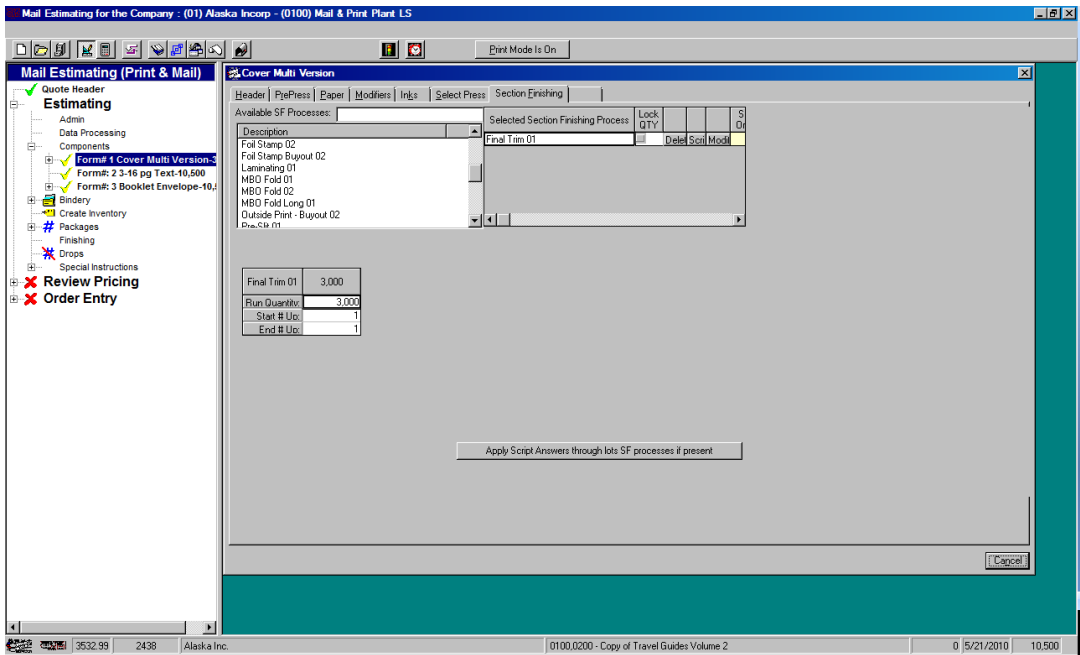 Mail Estimating for the Company : (01) Alaska Incorp - (0100) Mail & Print Plant LS
Print Mode Is On
Mail Estimating (Print & Mail)
Quote Header
Estimating
Admin
Data Processing
Components
Form# 1 Cover Multi Version-3
Form#: 2 3-16 pg Text-10,500
Form#: 3 Booklet Envelope-10,5
Bindery
Create Inventory
Packages
Finishing
Drops
Special Instructions
Review Pricing
Order Entry
Cover Multi Version
Header PrePress Paper Modifiers Inks Select Press Section Finishing
Available SF Processes:
Description
Foil Stamp 02
Foil Stamp Buyout 02
Laminating 01
MBO Fold 01
MBO Fold 02
MBO Fold Long 01
Outside Print - Buyout 02
Pre-Slit 01
Selected Section Finishing Process Lock QTY S Or
Final Trim 01 Delet Scri Modif
Final Trim 01 3,000
Run Quantity: 3,000
Start # Up: 1
End # Up: 1
Apply Script Answers through lots SF processes if present
Cancel
3532.99 2438 Alaska Inc. 0100,0200 - Copy of Travel Guides Volume 2 0 5/21/2010 10,500